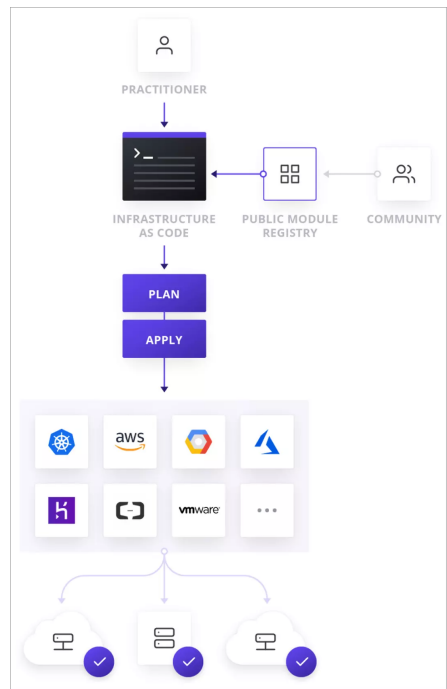 PRACTITIONER
INFRASTRUCTURE
AS CODE
PUBLIC MODULE
REGISTRY
COMMUNITY
PLAN
APPLY
aws
vmware